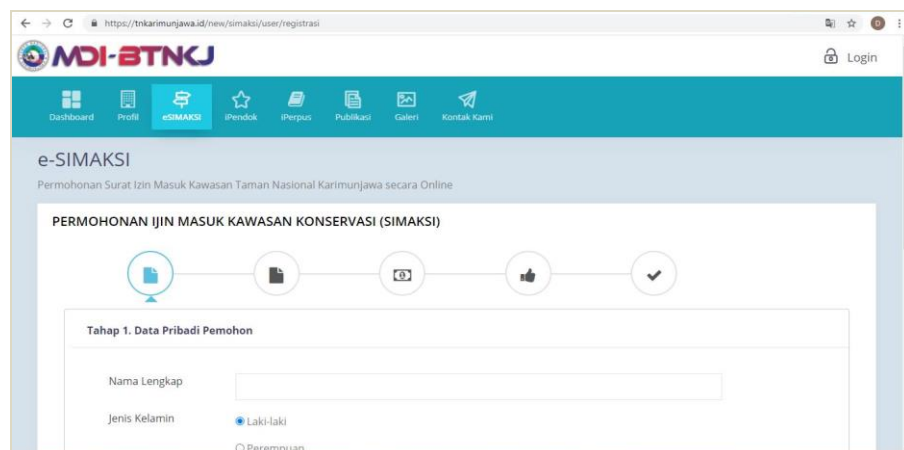 https://tnkarimunjawa.id/new/simaksi/user/registrasi
D
MDI-BTNKJ
Login
Dashboard Profil eSIMAKSI iPendok iPerpus Publikasi Galeri Kontak Kami
e-SIMAKSI
Permohonan Surat Izin Masuk Kawasan Taman Nasional Karimunjawa secara Online
PERMOHONAN IJIN MASUK KAWASAN KONSERVASI (SIMAKSI)
Tahap 1. Data Pribadi Pemohon
Nama Lengkap
Jenis Kelamin
Laki-laki
Perempuan